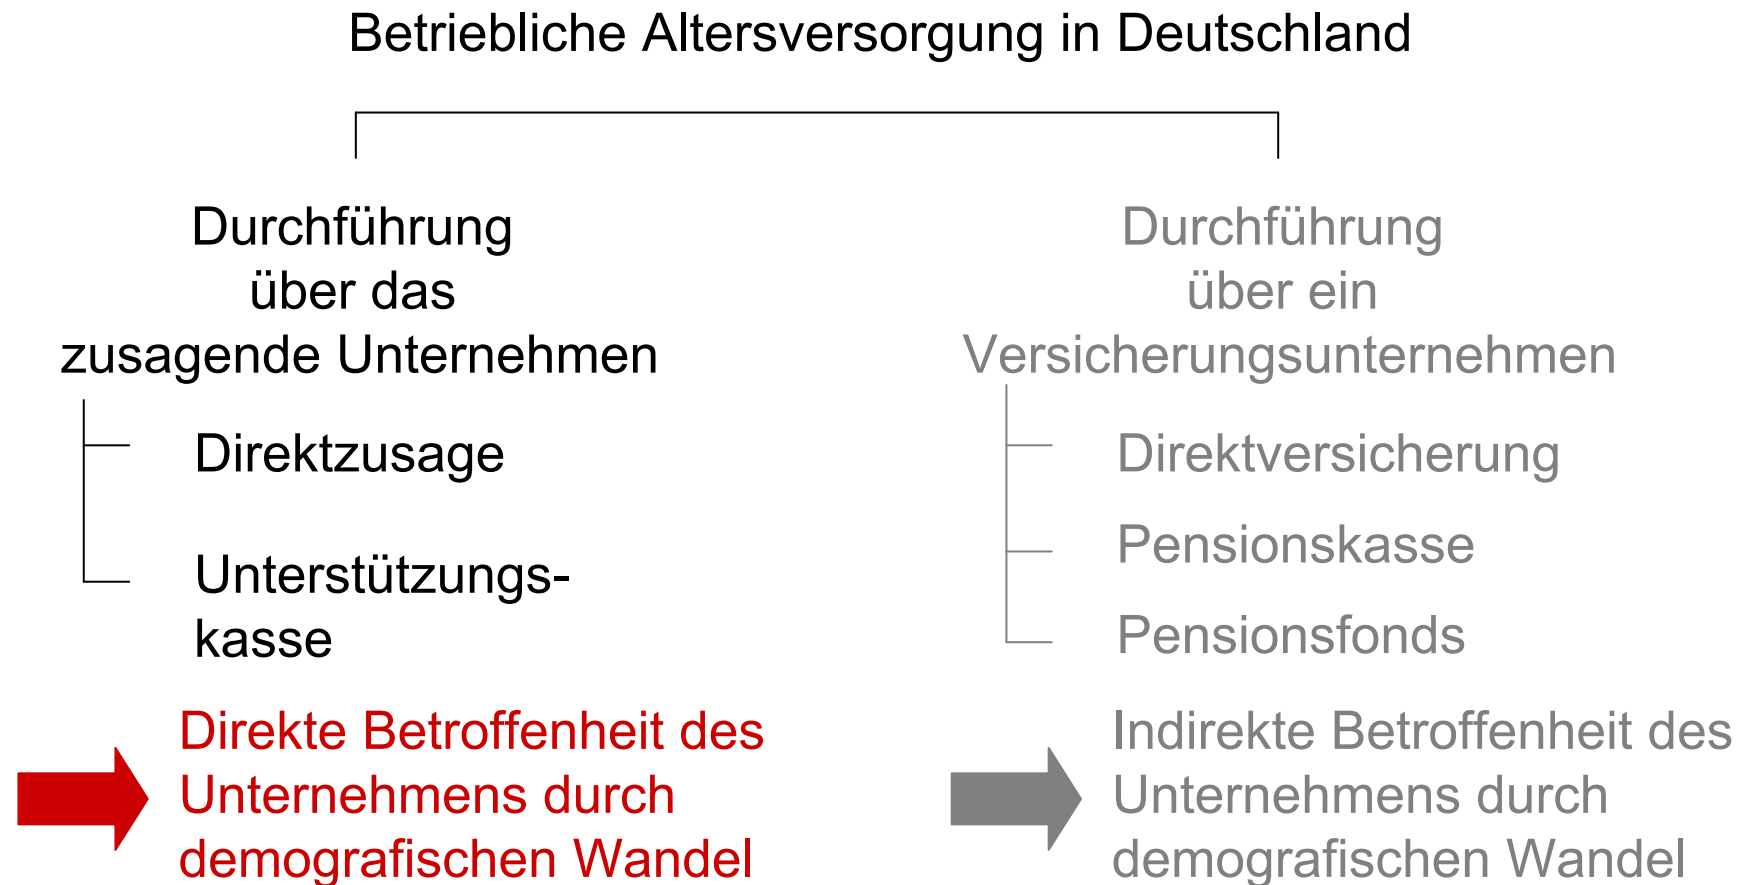 Betriebliche Altersversorgung in Deutschland
Durchführung
über das
zusagende Unternehmen
Direktzusage
Unterstützungs-
kasse
Direkte Betroffenheit des
Unternehmens durch
demografischen Wandel
Durchführung
über ein
Versicherungsunternehmen
Direktversicherung
Pensionskasse
Pensionsfonds
Indirekte Betroffenheit des
Unternehmens durch
demografischen Wandel